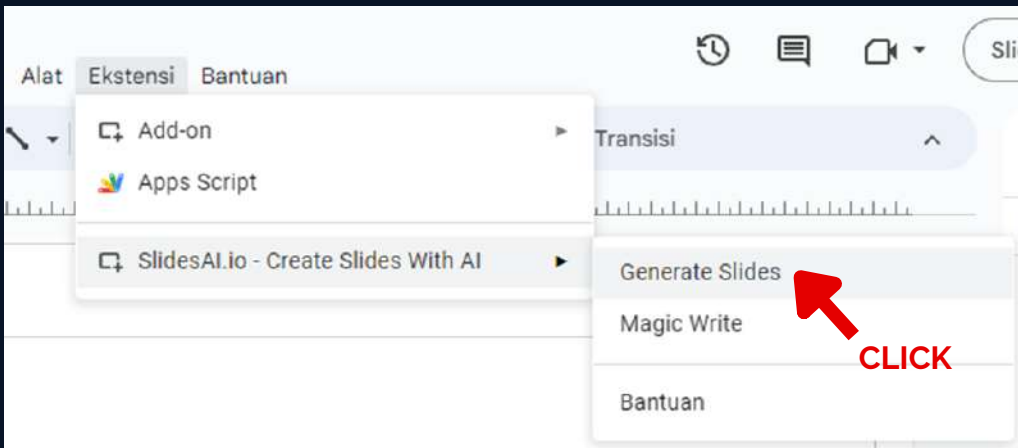 Sli
Alat Ekstensi Bantuan
Add-on
Transisi
Apps Script
SlidesAI.io - Create Slides With AI
Generate Slides
Magic Write
CLICK
Bantuan